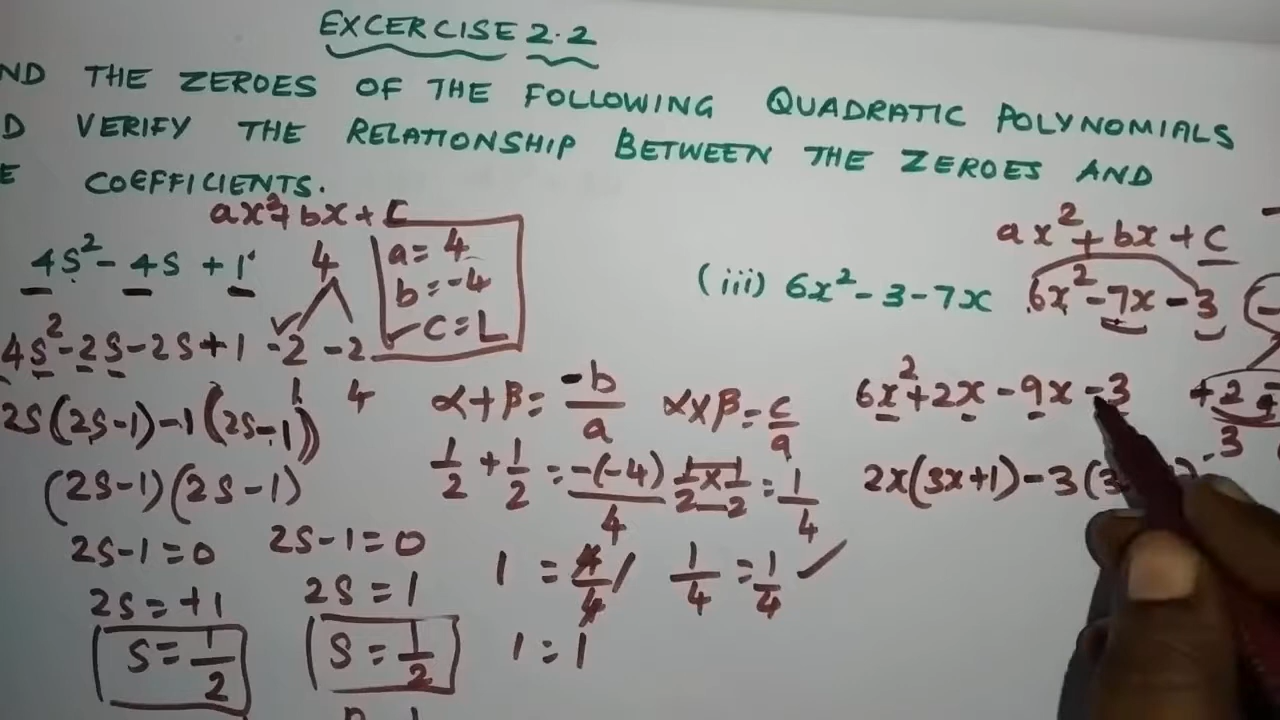 EXCERCISE 2.2
ND THE ZEROES OF THE FOLLOWING QUADRATIC POLYNOMIALS
D VERIFY THE RELATIONSHIP BETWEEN THE ZEROES AND
E COEFFICIENTS.
ax²+bx+C
4S²-4S+1
4
a=4
b=-4
C=1
4S²-2S-2S+1 -2 -2
1 4
2S(2S-1)-1(2S-1)
(2S-1)(2S-1)
2S-1=0 2S-1=0
2S=+1 2S=1
S=1/2 S=1/2
α+β=-b/a α×β=c/a
1/2+1/2=-(-4)/4 1/2×1/2=1/4
1=4/4 1/4=1/4 ✓
1=1
ax²+bx+C
(iii) 6x²-3-7x 6x²-7x-3
6x²+2x-9x-3 +2
3
2x(3x+1)-3(3